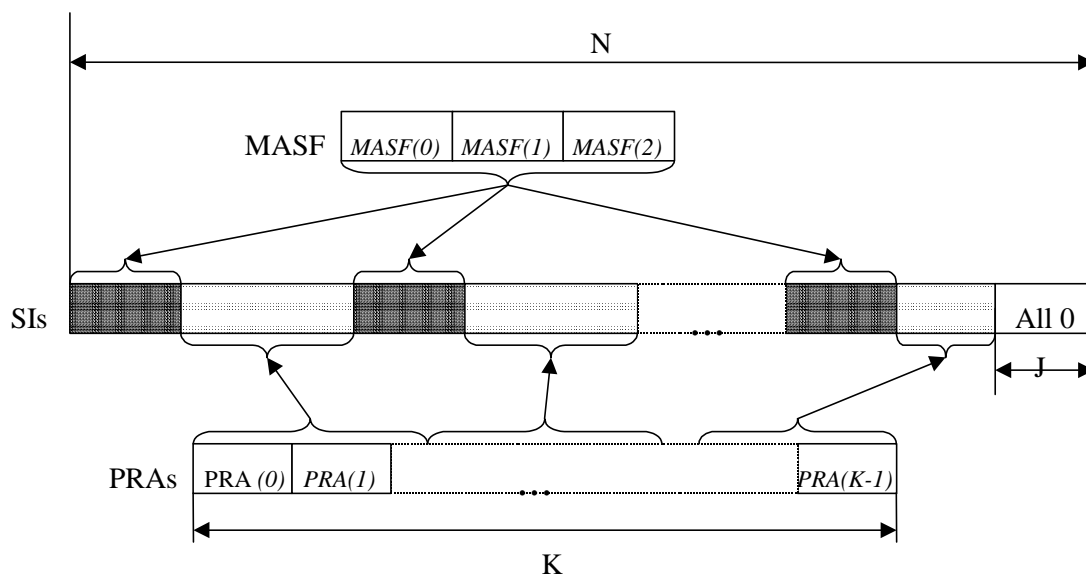 N
MASF MASF(0) MASF(1) MASF(2)
SIs ... All 0
J
PRAs PRA (0) PRA(1) ... PRA(K-1)
K